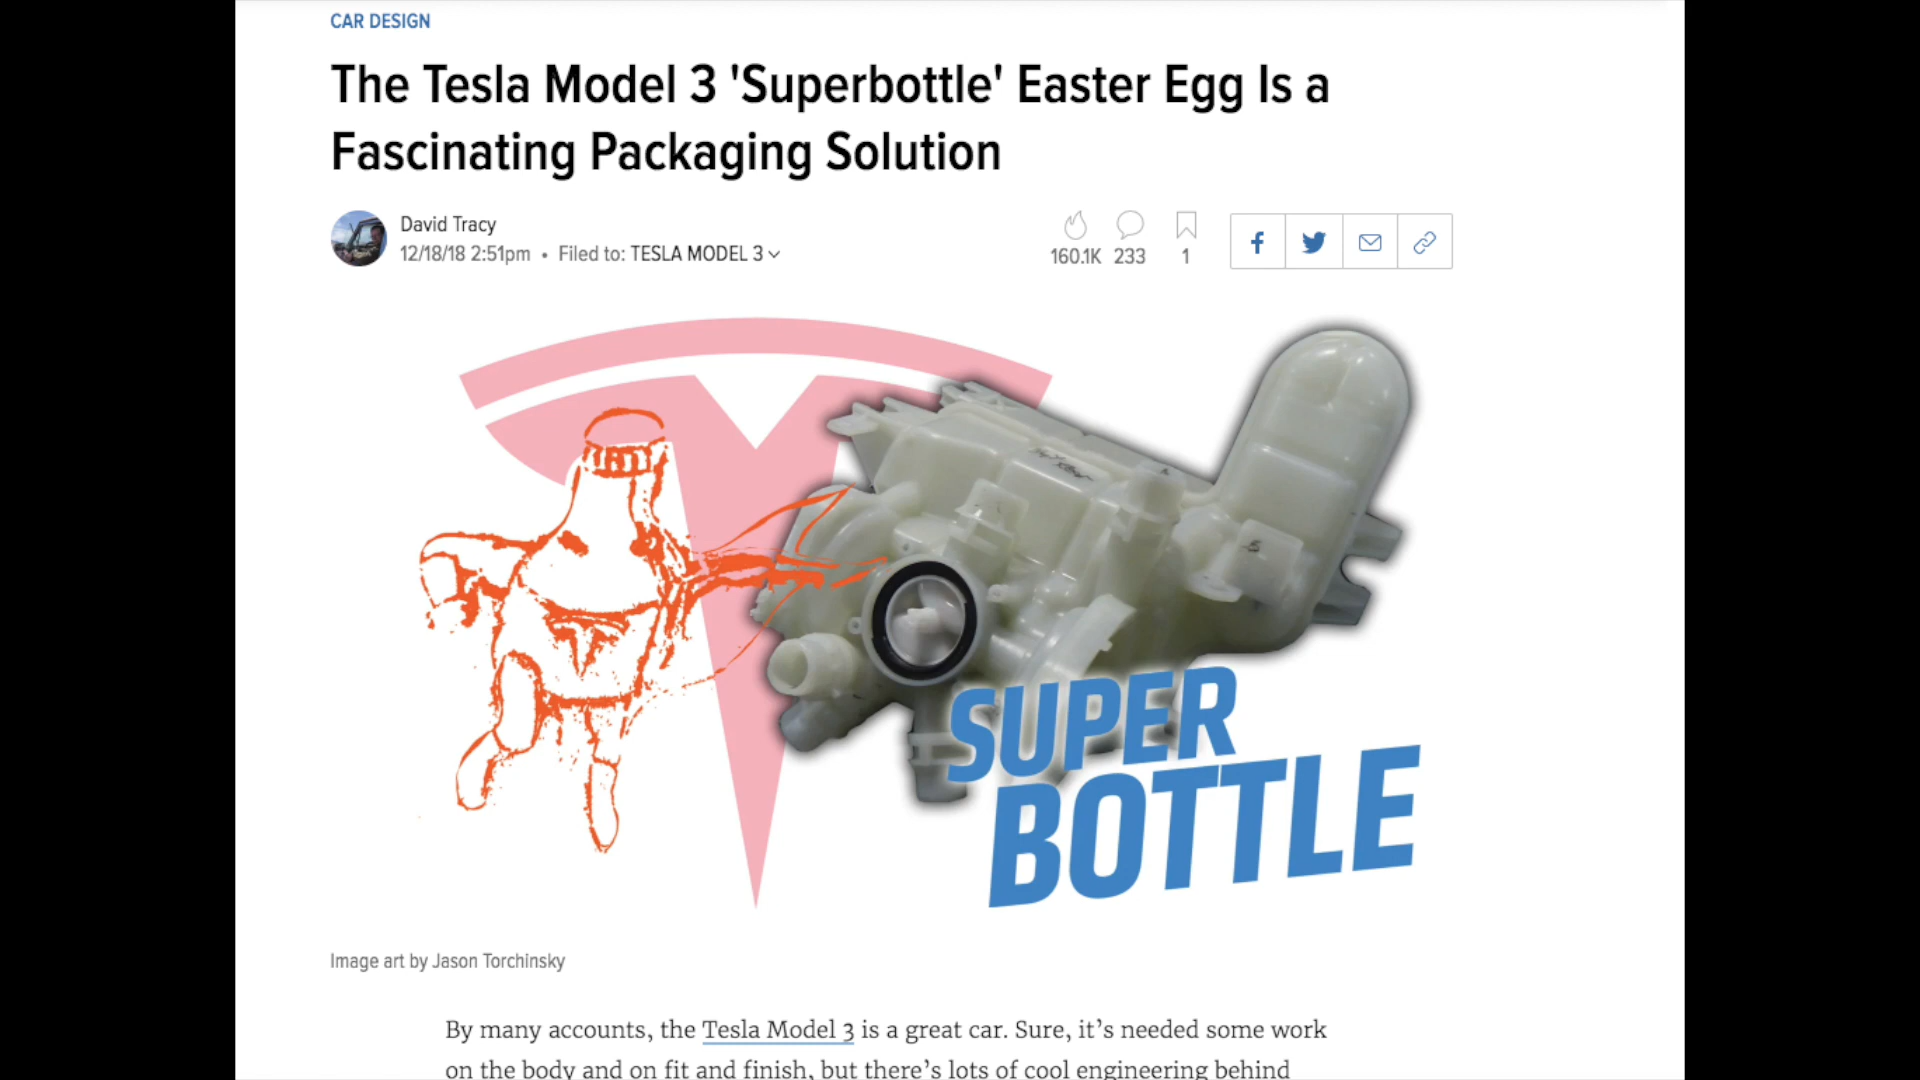 CAR DESIGN
The Tesla Model 3 'Superbottle' Easter Egg Is a
Fascinating Packaging Solution
David Tracy
12/18/18 2:51pm • Filed to: TESLA MODEL 3
160.1K 233 1
SUPER
BOTTLE
Image art by Jason Torchinsky
By many accounts, the Tesla Model 3 is a great car. Sure, it’s needed some work
on the body and on fit and finish, but there’s lots of cool engineering behind